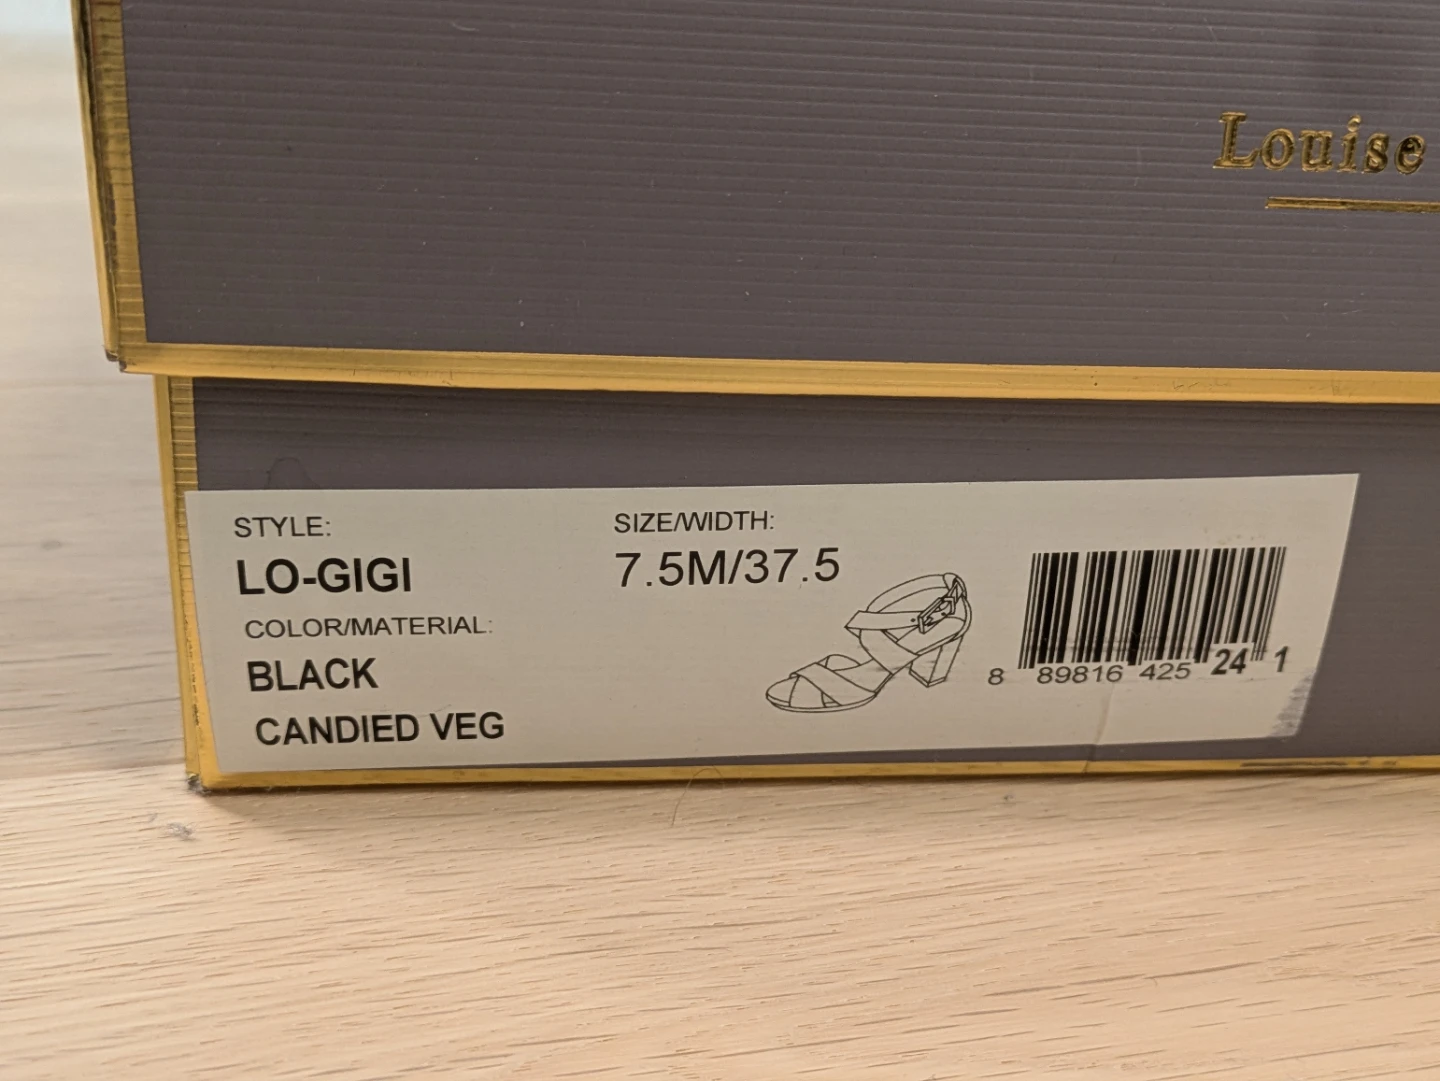 Louise
STYLE:
SIZE/WIDTH:
LO-GIGI
7.5M/37.5
COLOR/MATERIAL:
BLACK
CANDIED VEG
8 89816 425 24 1